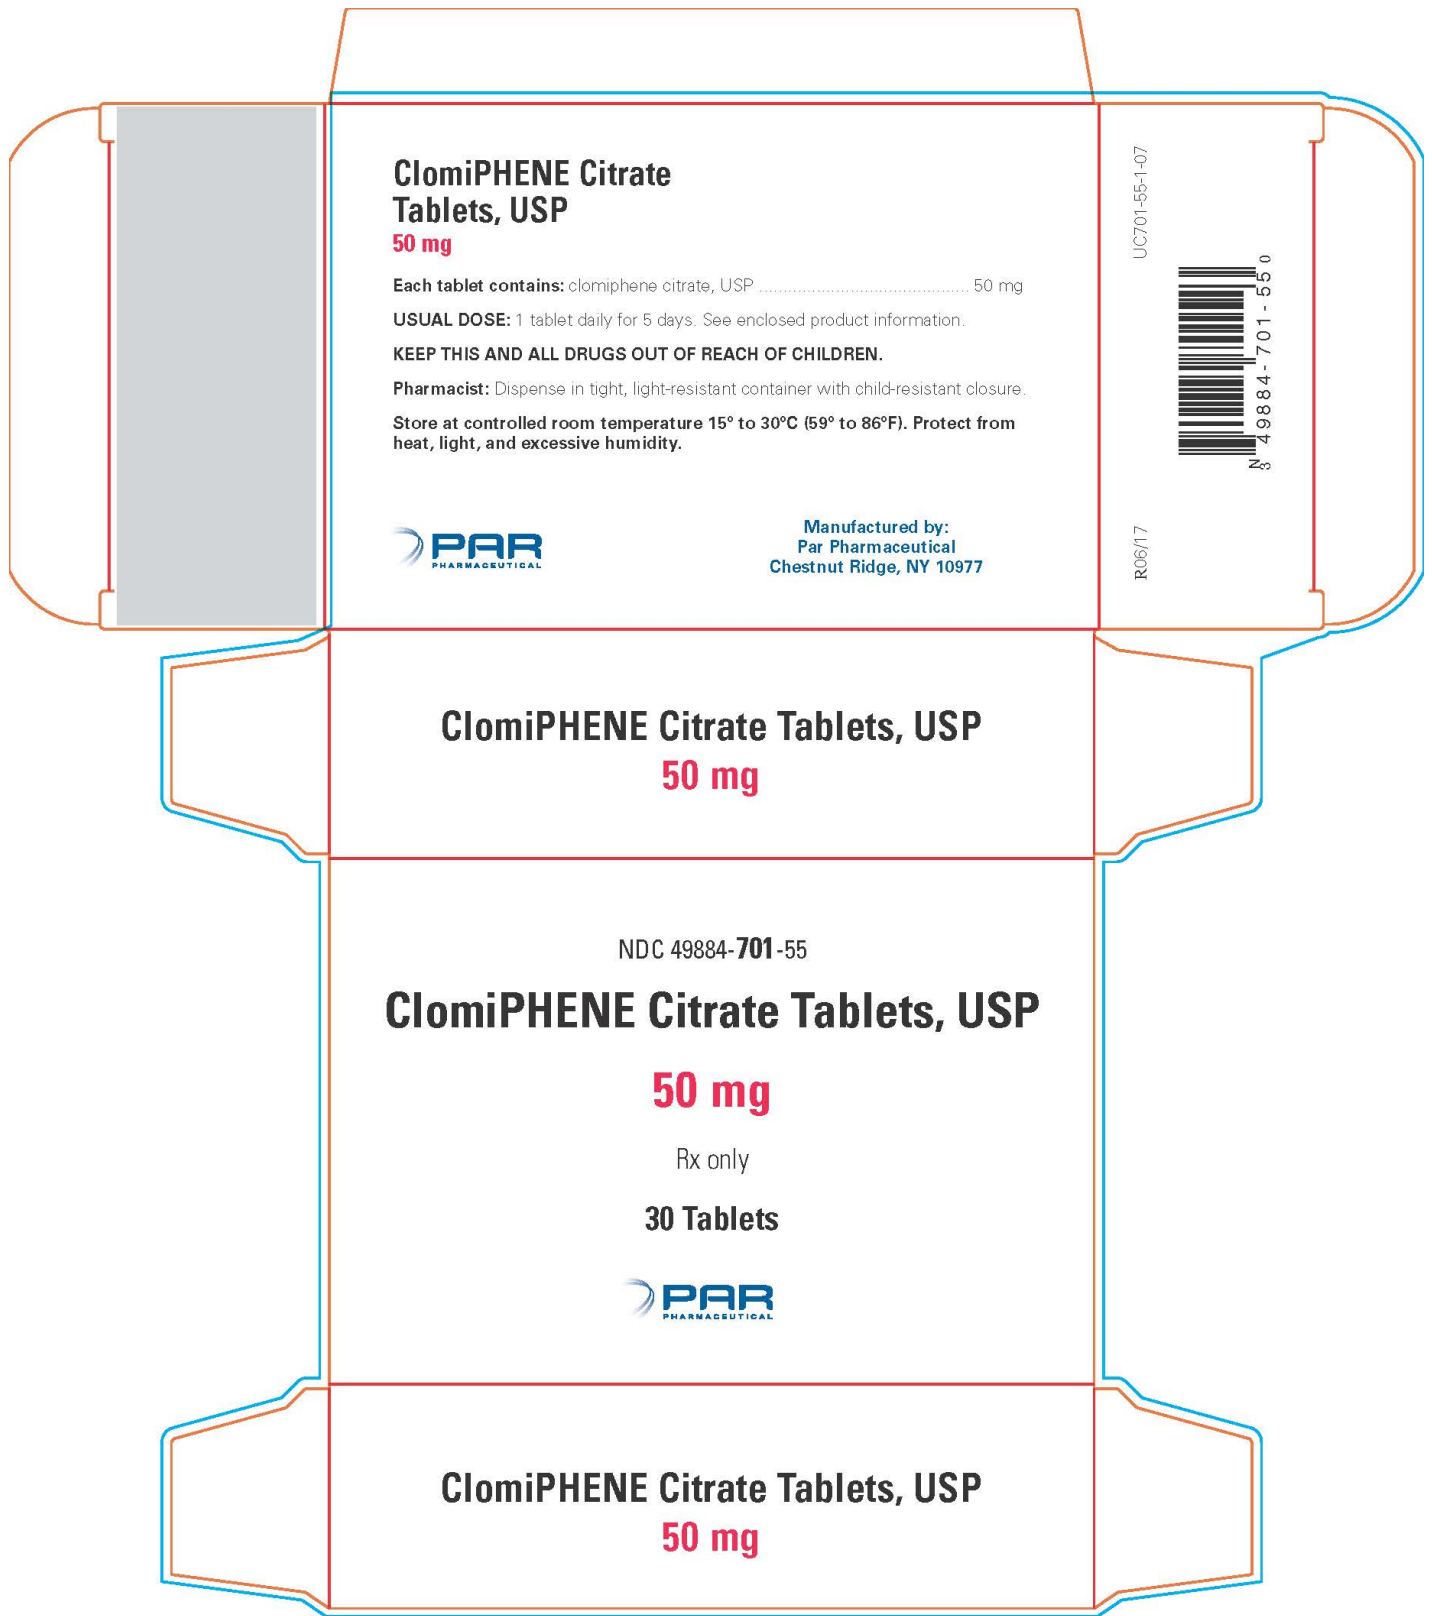 ClomiPHENE Citrate
Tablets, USP
50 mg
Each tablet contains: clomiphene citrate, USP .......................................... 50 mg
USUAL DOSE: 1 tablet daily for 5 days. See enclosed product information.
KEEP THIS AND ALL DRUGS OUT OF REACH OF CHILDREN.
Pharmacist: Dispense in tight, light-resistant container with child-resistant closure.
Store at controlled room temperature 15° to 30°C (59° to 86°F). Protect from
heat, light, and excessive humidity.
PAR
PHARMACEUTICAL
Manufactured by:
Par Pharmaceutical
Chestnut Ridge, NY 10977
UC701-55-1-07
R06/17
N
3 49884-701-55 0
ClomiPHENE Citrate Tablets, USP
50 mg
NDC 49884-701-55
ClomiPHENE Citrate Tablets, USP
50 mg
Rx only
30 Tablets
PAR
PHARMACEUTICAL
ClomiPHENE Citrate Tablets, USP
50 mg